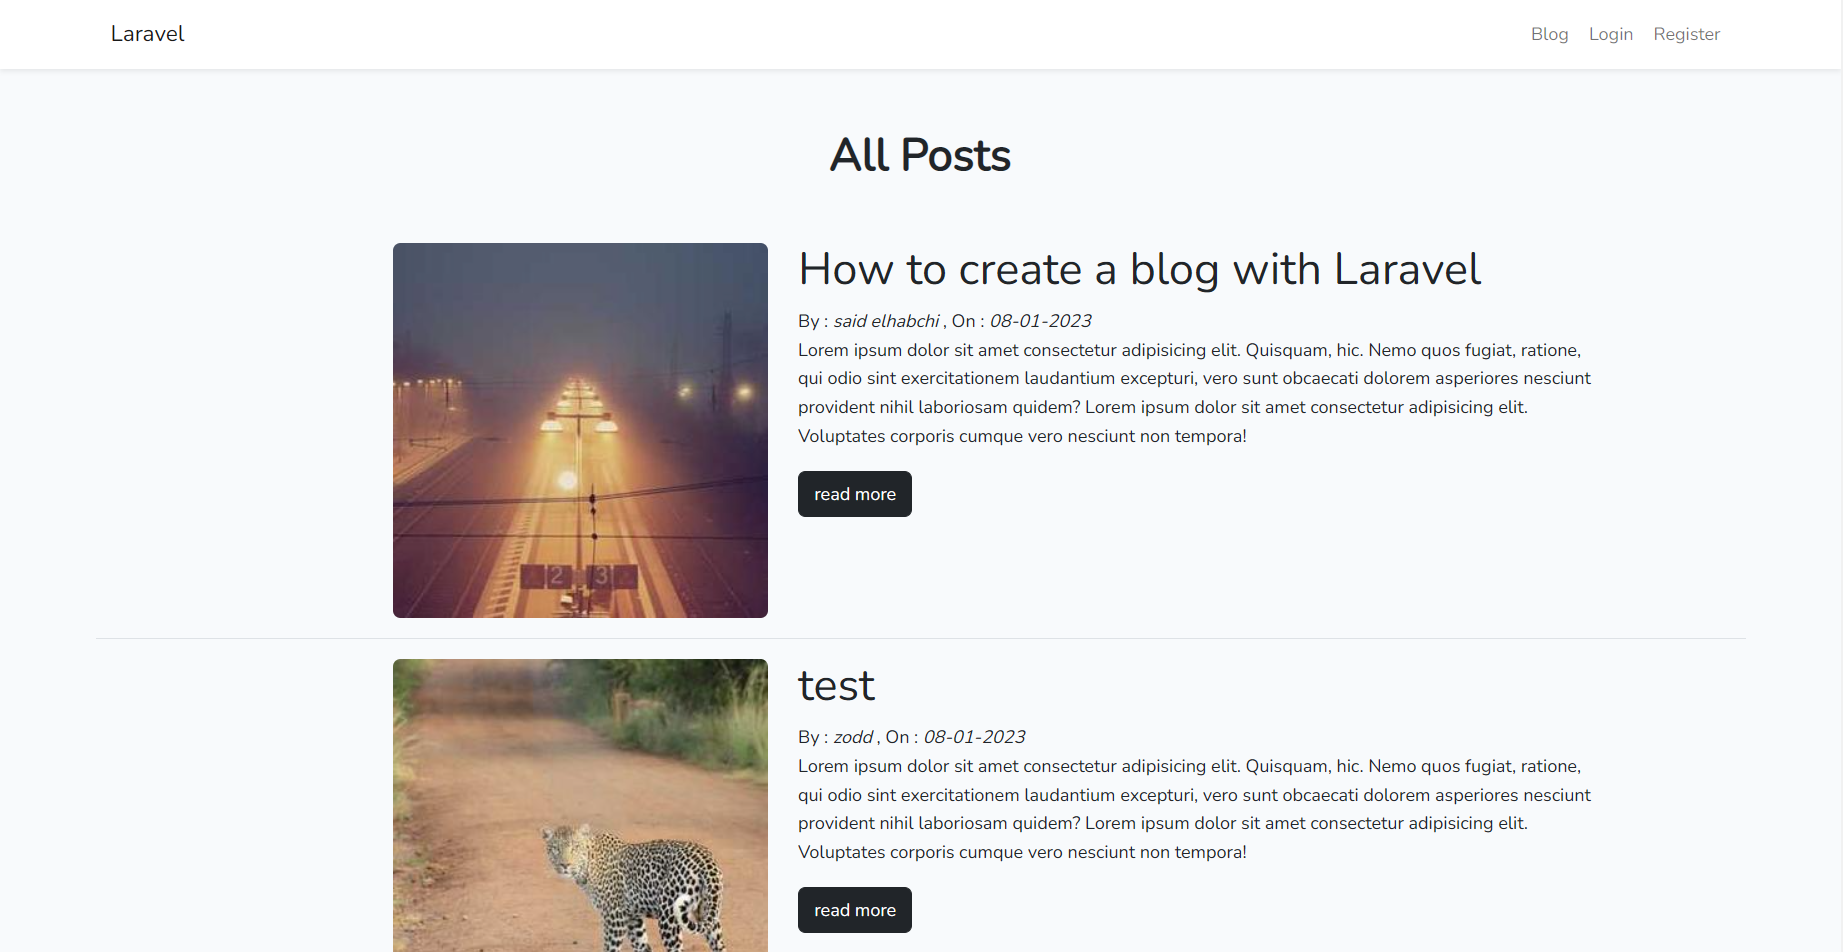 Laravel
Blog Login Register
All Posts
How to create a blog with Laravel
By : said elhabchi , On : 08-01-2023
Lorem ipsum dolor sit amet consectetur adipisicing elit. Quisquam, hic. Nemo quos fugiat, ratione,
qui odio sint exercitationem laudantium excepturi, vero sunt obcaecati dolorem asperiores nesciunt
provident nihil laboriosam quidem? Lorem ipsum dolor sit amet consectetur adipisicing elit.
Voluptates corporis cumque vero nesciunt non tempora!
read more
2 3
test
By : zodd , On : 08-01-2023
Lorem ipsum dolor sit amet consectetur adipisicing elit. Quisquam, hic. Nemo quos fugiat, ratione,
qui odio sint exercitationem laudantium excepturi, vero sunt obcaecati dolorem asperiores nesciunt
provident nihil laboriosam quidem? Lorem ipsum dolor sit amet consectetur adipisicing elit.
Voluptates corporis cumque vero nesciunt non tempora!
read more